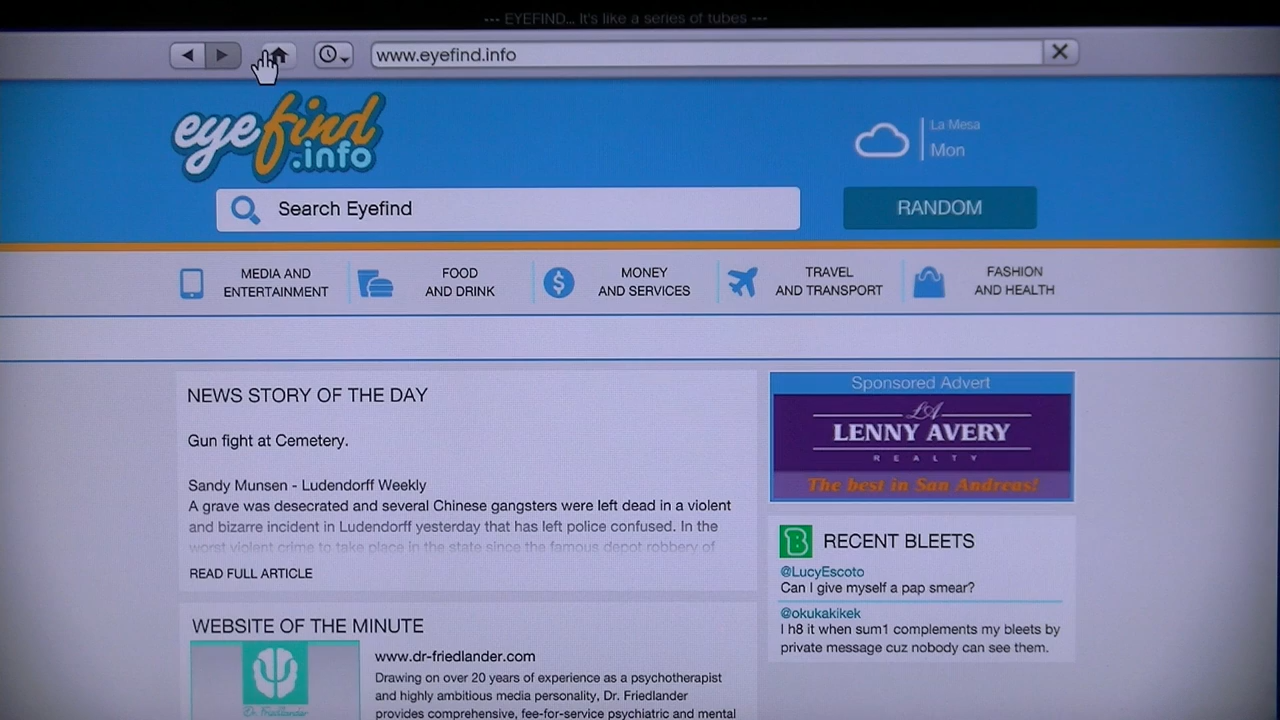 --- EYEFIND... It's like a series of tubes ---
www.eyefind.info
eyefind
.info
La Mesa
Mon
Search Eyefind
RANDOM
MEDIA AND
ENTERTAINMENT
FOOD
AND DRINK
MONEY
AND SERVICES
TRAVEL
AND TRANSPORT
FASHION
AND HEALTH
NEWS STORY OF THE DAY
Gun fight at Cemetery.
Sandy Munsen - Ludendorff Weekly
A grave was desecrated and several Chinese gangsters were left dead in a violent
and bizarre incident in Ludendorff yesterday that has left police confused. In the
worst violent crime to take place in the state since the famous depot robbery of
READ FULL ARTICLE
Sponsored Advert
LA
LENNY AVERY
REALTY
The best in San Andreas!
B RECENT BLEETS
@LucyEscoto
Can I give myself a pap smear?
@okukakikek
I h8 it when sum1 complements my bleets by
private message cuz nobody can see them.
WEBSITE OF THE MINUTE
Dr. Friedlander
www.dr-friedlander.com
Drawing on over 20 years of experience as a psychotherapist
and highly ambitious media personality, Dr. Friedlander
provides comprehensive, fee-for-service psychiatric and mental